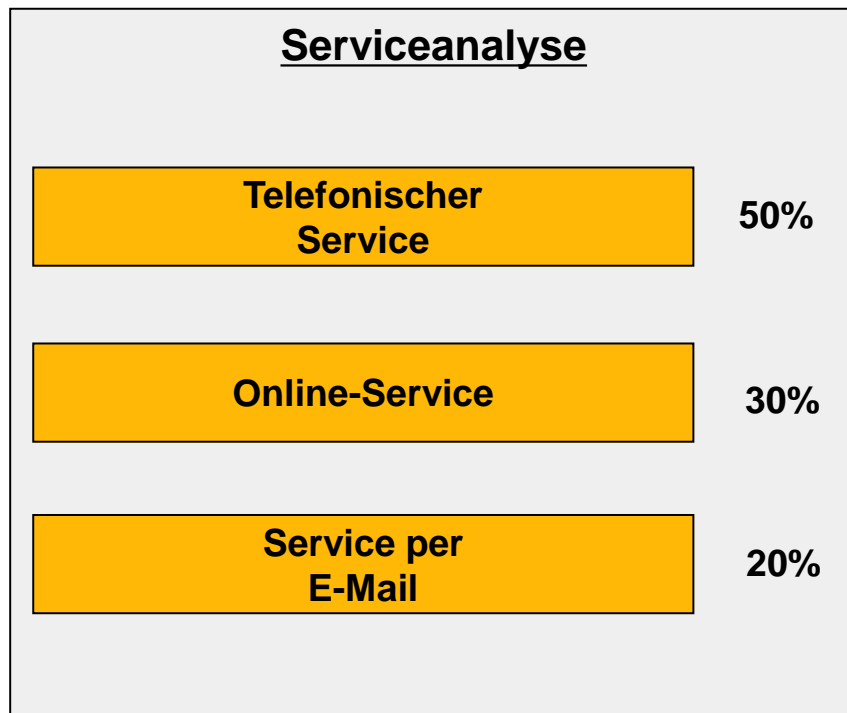 Serviceanalyse
Telefonischer
Service
50%
Online-Service
30%
Service per
E-Mail
20%